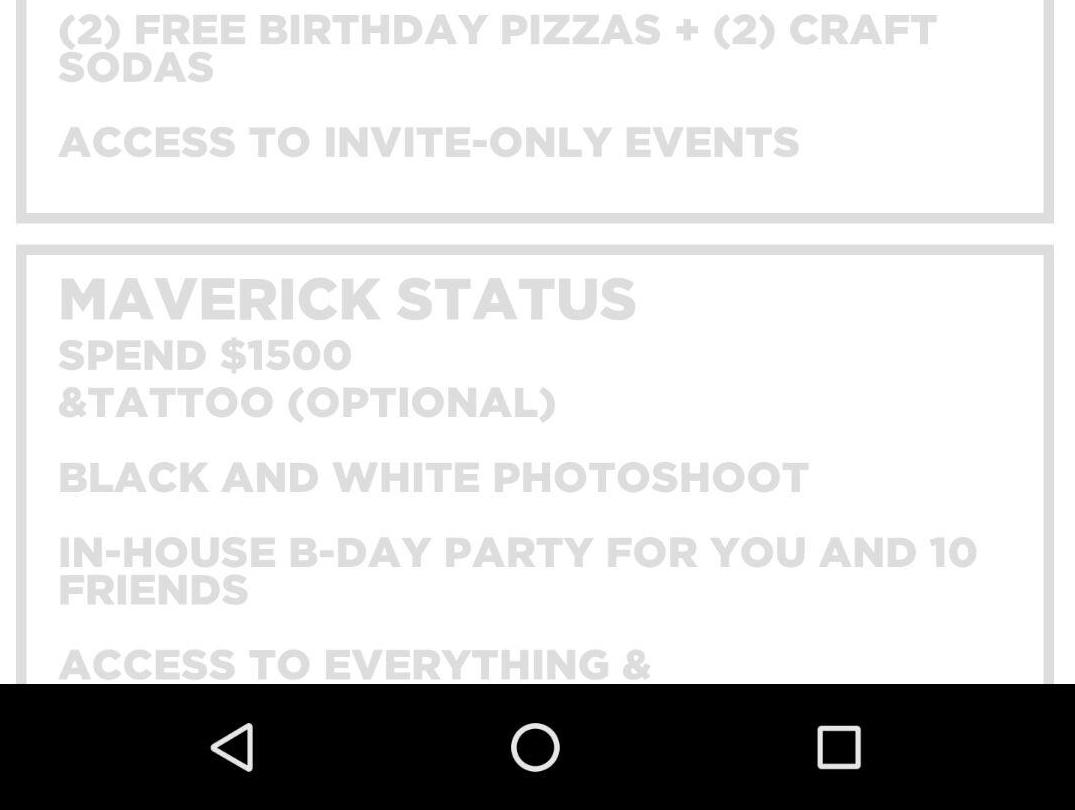 (2) FREE BIRTHDAY PIZZAS + (2) CRAFT
SODAS
ACCESS TO INVITE-ONLY EVENTS
MAVERICK STATUS
SPEND $1500
&TATTOO (OPTIONAL)
BLACK AND WHITE PHOTOSHOOT
IN-HOUSE B-DAY PARTY FOR YOU AND 10
FRIENDS
ACCESS TO EVERYTHING &